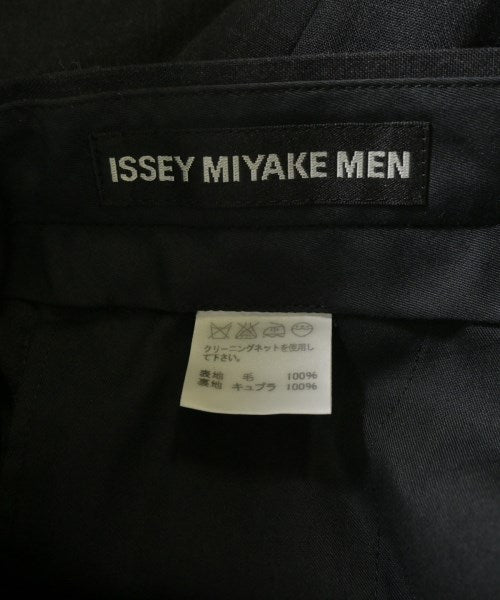 ISSEY MIYAKE MEN
クリーニングネットを使用し
て下さい。
表地 毛 100%
裏地 キュプラ 100%